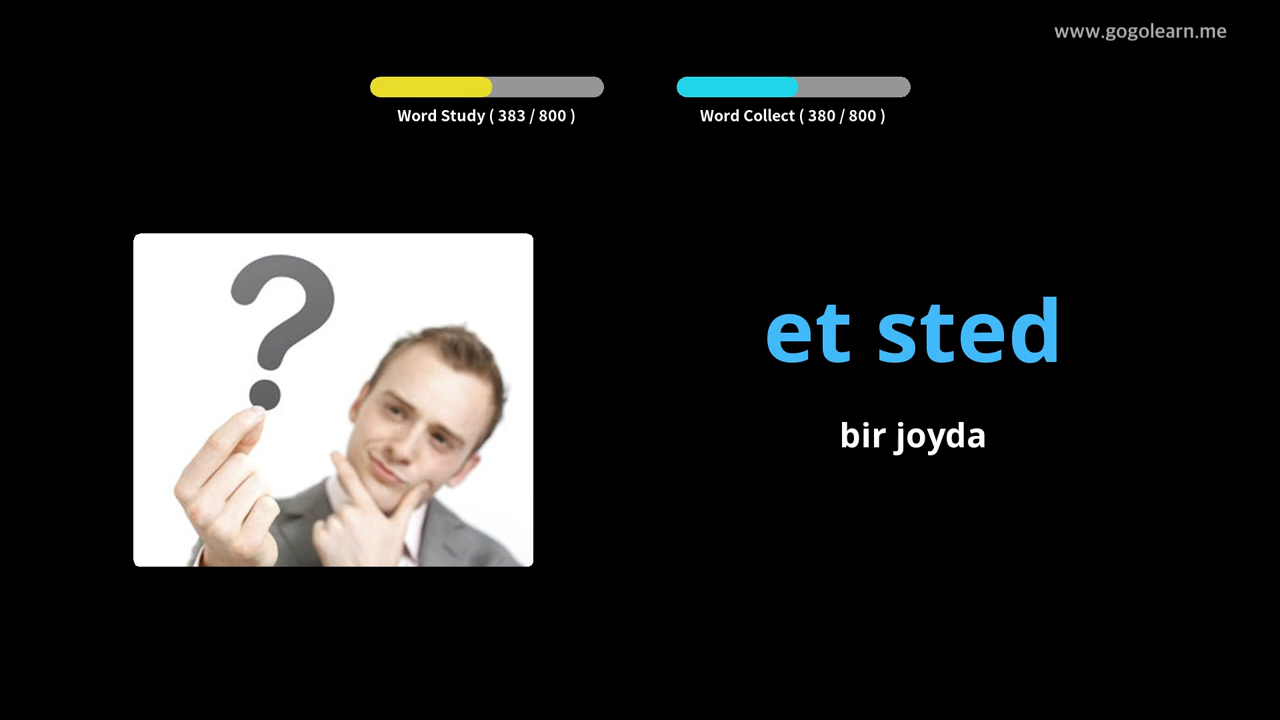 www.gogolearn.me
Word Study ( 383 / 800 )
Word Collect ( 380 / 800 )
?
et sted
bir joyda